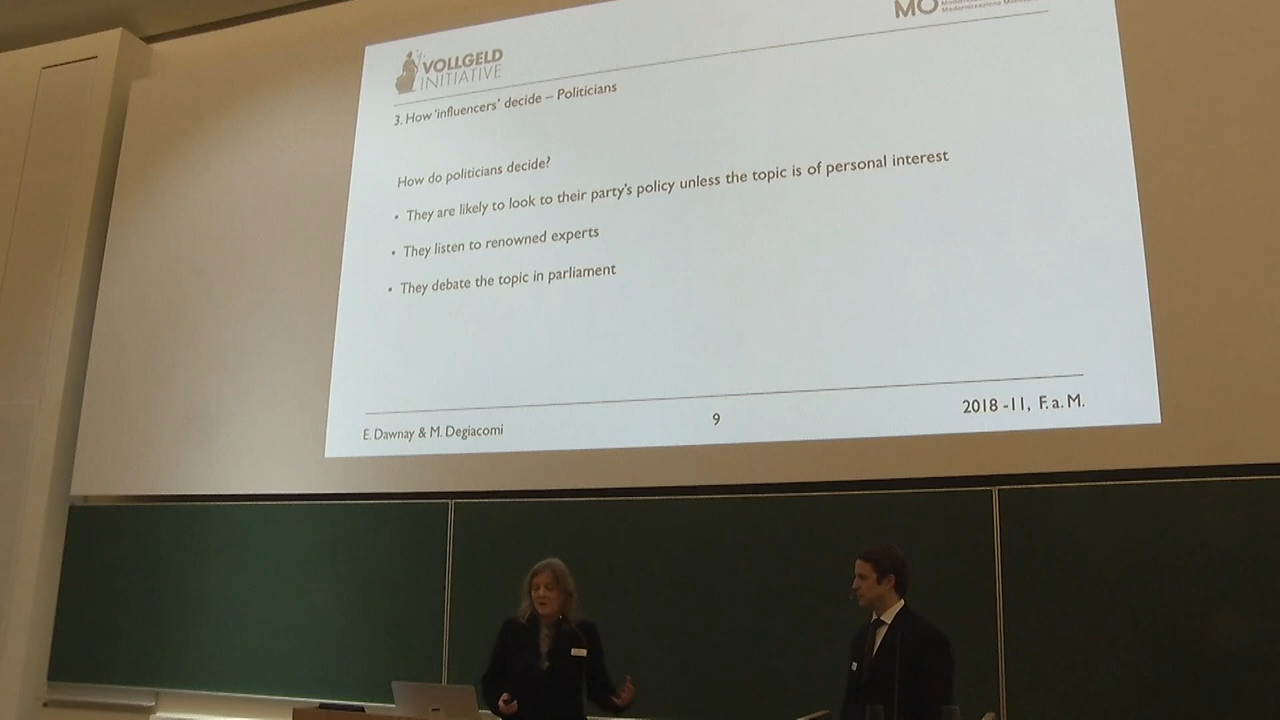 VOLLGELD
INITIATIVE
MO
3. How 'influencers' decide – Politicians
How do politicians decide?
• They are likely to look to their party's policy unless the topic is of personal interest
• They listen to renowned experts
• They debate the topic in parliament
E. Dawnay & M. Degiacomi
9
2018 -11, F. a. M.